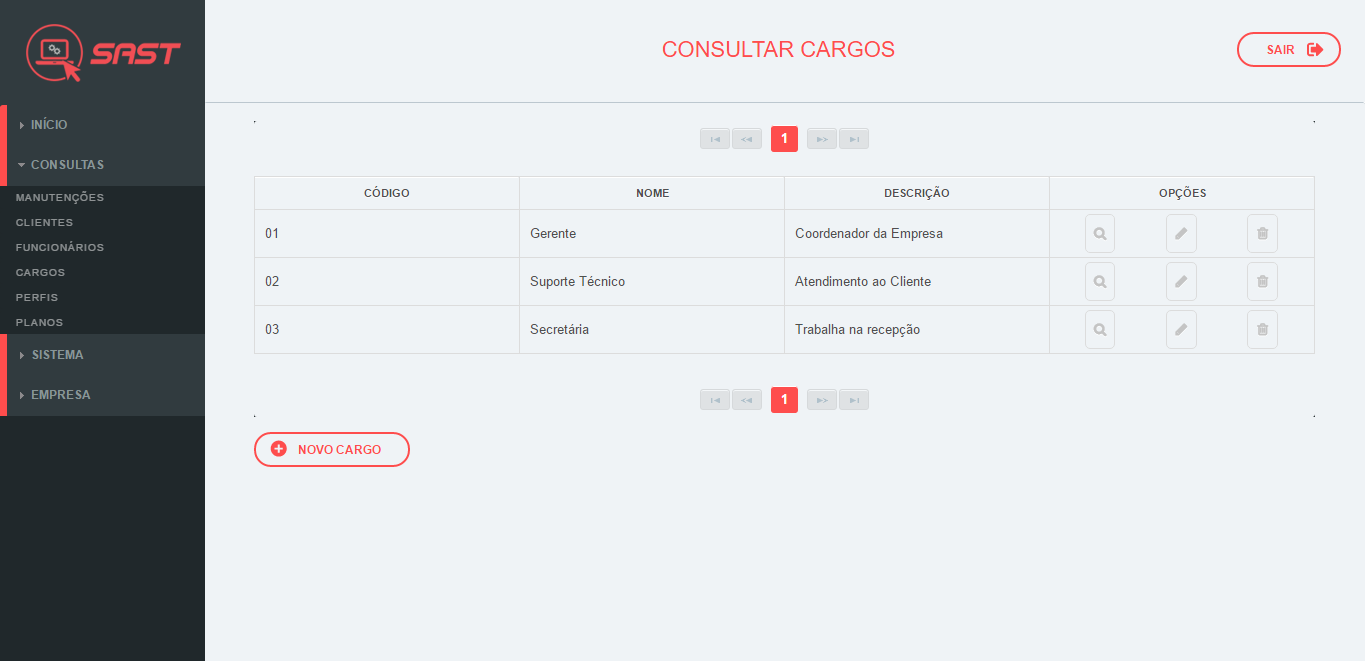 SAST
CONSULTAR CARGOS
SAIR
INÍCIO
CONSULTAS
MANUTENÇÕES
CLIENTES
FUNCIONÁRIOS
CARGOS
PERFIS
PLANOS
SISTEMA
EMPRESA
1
CÓDIGO NOME DESCRIÇÃO OPÇÕES
01 Gerente Coordenador da Empresa
02 Suporte Técnico Atendimento ao Cliente
03 Secretária Trabalha na recepção
1
NOVO CARGO